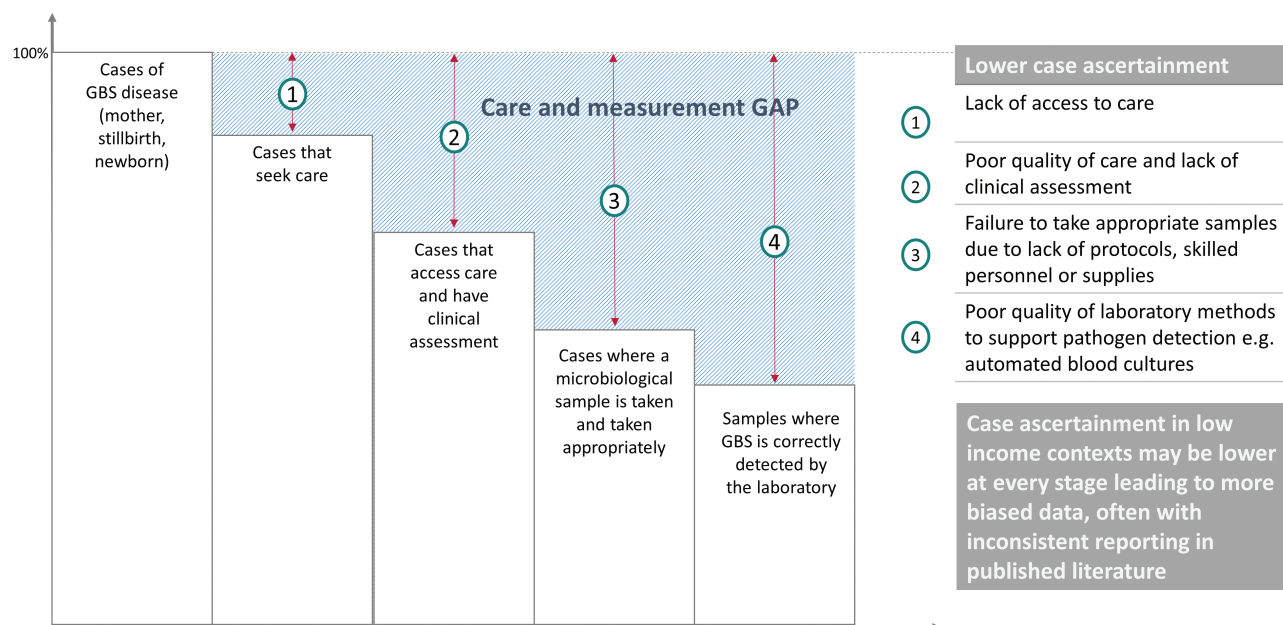 100%
Cases of
GBS disease
(mother,
stillbirth,
newborn)
1
Cases that
seek care
2
Cases that
access care
and have
clinical
assessment
3
Cases where a
microbiological
sample is taken
and taken
appropriately
4
Samples where
GBS is correctly
detected by
the laboratory
Care and measurement GAP
Lower case ascertainment
1
Lack of access to care
2
Poor quality of care and lack of
clinical assessment
3
Failure to take appropriate samples
due to lack of protocols, skilled
personnel or supplies
4
Poor quality of laboratory methods
to support pathogen detection e.g.
automated blood cultures
Case ascertainment in low
income contexts may be lower
at every stage leading to more
biased data, often with
inconsistent reporting in
published literature